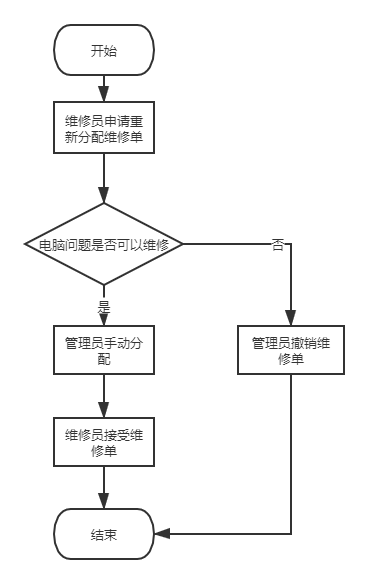 开始
维修员申请重
新分配维修单
电脑问题是否可以维修
否
是
管理员手动分
配
管理员撤销维
修单
维修员接受维
修单
结束